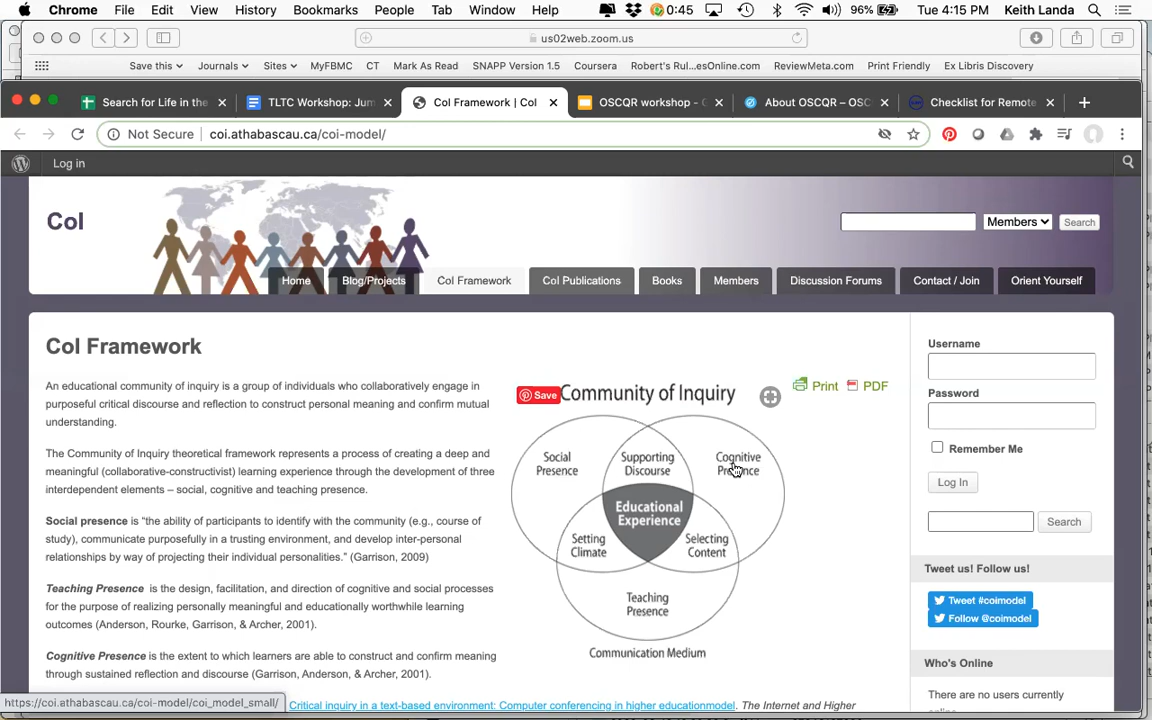 Chrome File Edit View History Bookmarks People Tab Window Help 0:45 96% Tue 4:15 PM Keith Landa
us02web.zoom.us
Save this Journals Sites MyFBMC CT Mark As Read SNAPP Version 1.5 Coursera Robert's Rul...esOnline.com ReviewMeta.com Print Friendly Ex Libris Discovery
Search for Life in the TLTC Workshop: Jum CoI Framework | CoI OSCQR workshop - G About OSCQR – OSC Checklist for Remote
Not Secure coi.athabascau.ca/coi-model/
Log in
CoI
Members Search
Home Blog/Projects CoI Framework CoI Publications Books Members Discussion Forums Contact / Join Orient Yourself
CoI Framework
An educational community of inquiry is a group of individuals who collaboratively engage in
purposeful critical discourse and reflection to construct personal meaning and confirm mutual
understanding.
The Community of Inquiry theoretical framework represents a process of creating a deep and
meaningful (collaborative-constructivist) learning experience through the development of three
interdependent elements – social, cognitive and teaching presence.
Social presence is "the ability of participants to identify with the community (e.g., course of
study), communicate purposefully in a trusting environment, and develop inter-personal
relationships by way of projecting their individual personalities." (Garrison, 2009)
Teaching Presence is the design, facilitation, and direction of cognitive and social processes
for the purpose of realizing personally meaningful and educationally worthwhile learning
outcomes (Anderson, Rourke, Garrison, & Archer, 2001).
Cognitive Presence is the extent to which learners are able to construct and confirm meaning
through sustained reflection and discourse (Garrison, Anderson, & Archer, 2001).
https://coi.athabascau.ca/coi-model/coi_model_small/
Critical inquiry in a text-based environment: Computer conferencing in higher educationmodel. The Internet and Higher
Save Community of Inquiry
Print PDF
Social
Presence
Supporting
Discourse
Cognitive
Presence
Educational
Experience
Setting
Climate
Selecting
Content
Teaching
Presence
Communication Medium
Username
Password
Remember Me
Log In
Search
Tweet us! Follow us!
Tweet #coimodel
Follow @coimodel
Who's Online
There are no users currently